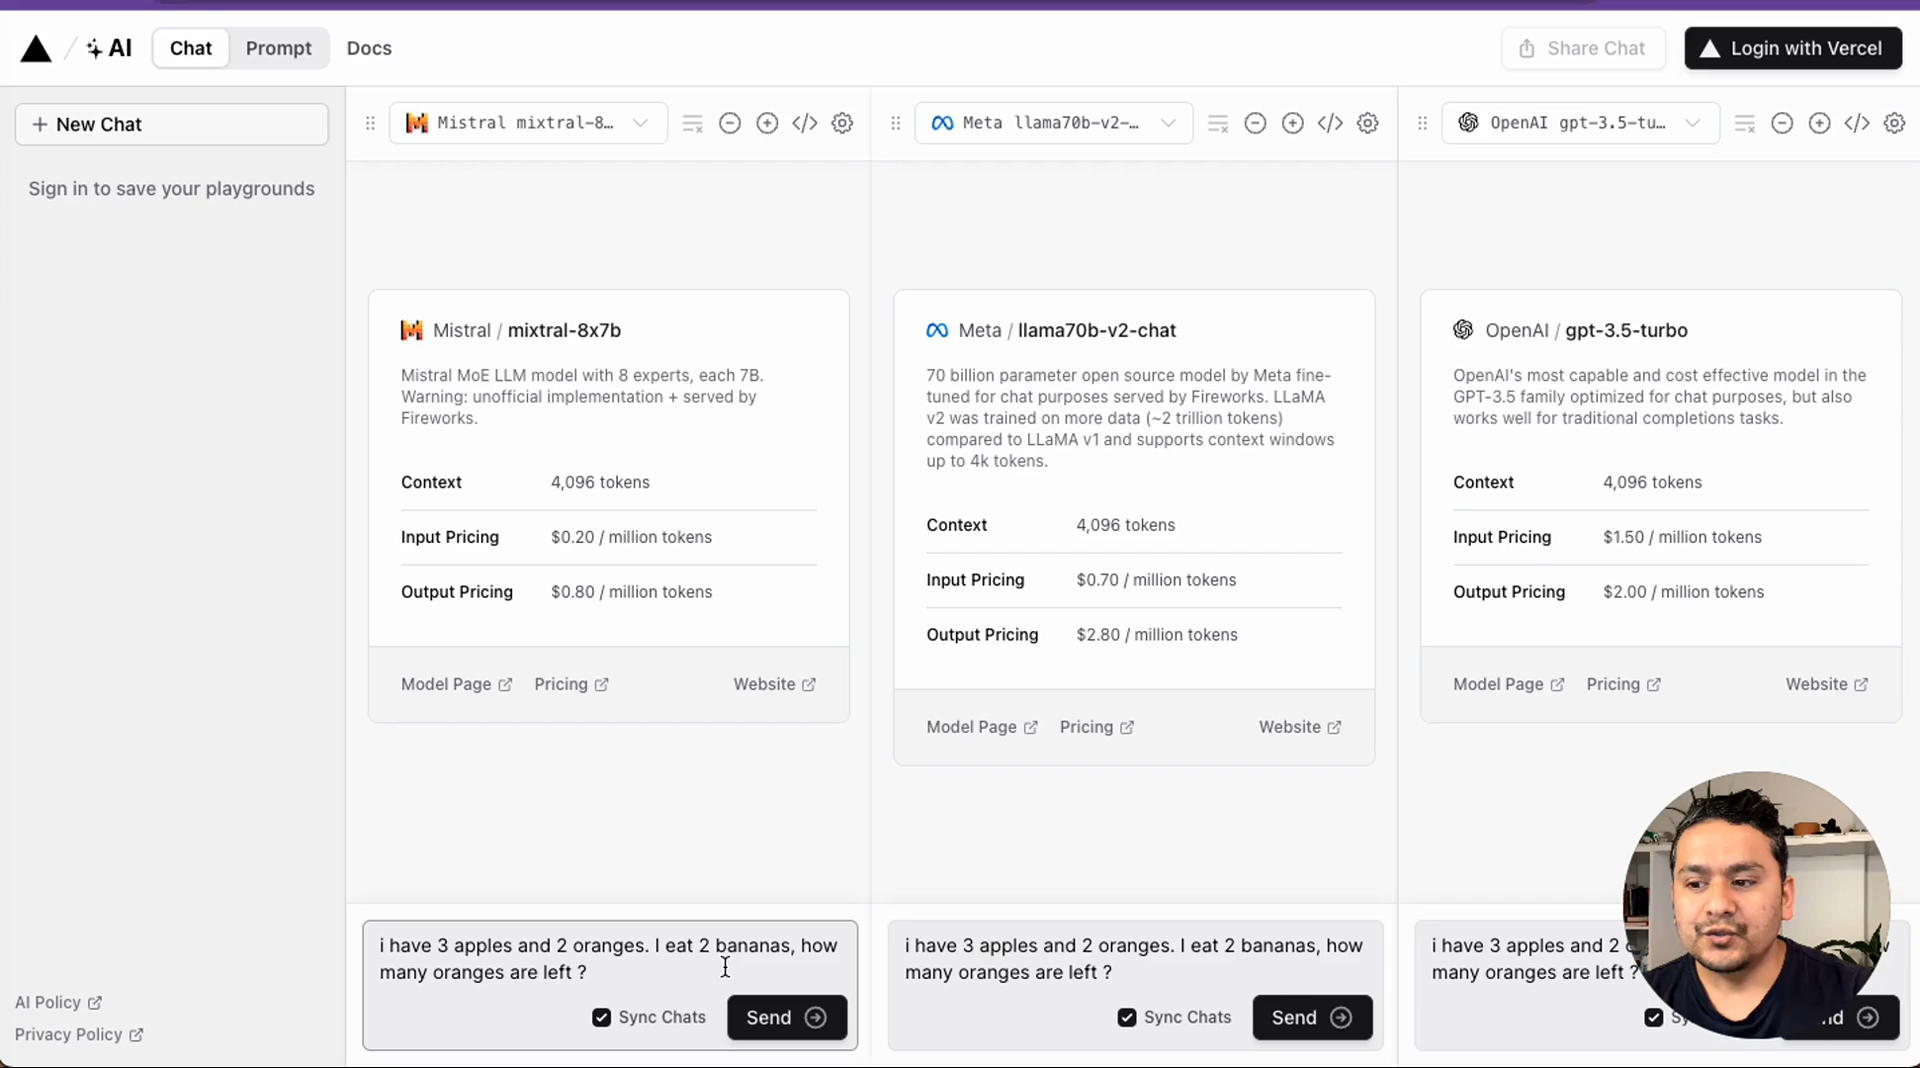 AI
Chat
Prompt
Docs
Share Chat
Login with Vercel
+ New Chat
Sign in to save your playgrounds
AI Policy
Privacy Policy
Mistral mixtral-8...
Mistral / mixtral-8x7b
Mistral MoE LLM model with 8 experts, each 7B.
Warning: unofficial implementation + served by
Fireworks.
Context 4,096 tokens
Input Pricing $0.20 / million tokens
Output Pricing $0.80 / million tokens
Model Page Pricing Website
i have 3 apples and 2 oranges. I eat 2 bananas, how
many oranges are left ?
Sync Chats
Send
Meta llama70b-v2-...
Meta / llama70b-v2-chat
70 billion parameter open source model by Meta fine-
tuned for chat purposes served by Fireworks. LLaMA
v2 was trained on more data (~2 trillion tokens)
compared to LLaMA v1 and supports context windows
up to 4k tokens.
Context 4,096 tokens
Input Pricing $0.70 / million tokens
Output Pricing $2.80 / million tokens
Model Page Pricing Website
i have 3 apples and 2 oranges. I eat 2 bananas, how
many oranges are left ?
Sync Chats
Send
OpenAI gpt-3.5-tu...
OpenAI / gpt-3.5-turbo
OpenAI's most capable and cost effective model in the
GPT-3.5 family optimized for chat purposes, but also
works well for traditional completions tasks.
Context 4,096 tokens
Input Pricing $1.50 / million tokens
Output Pricing $2.00 / million tokens
Model Page Pricing Website
i have 3 apples and 2
many oranges are left ?